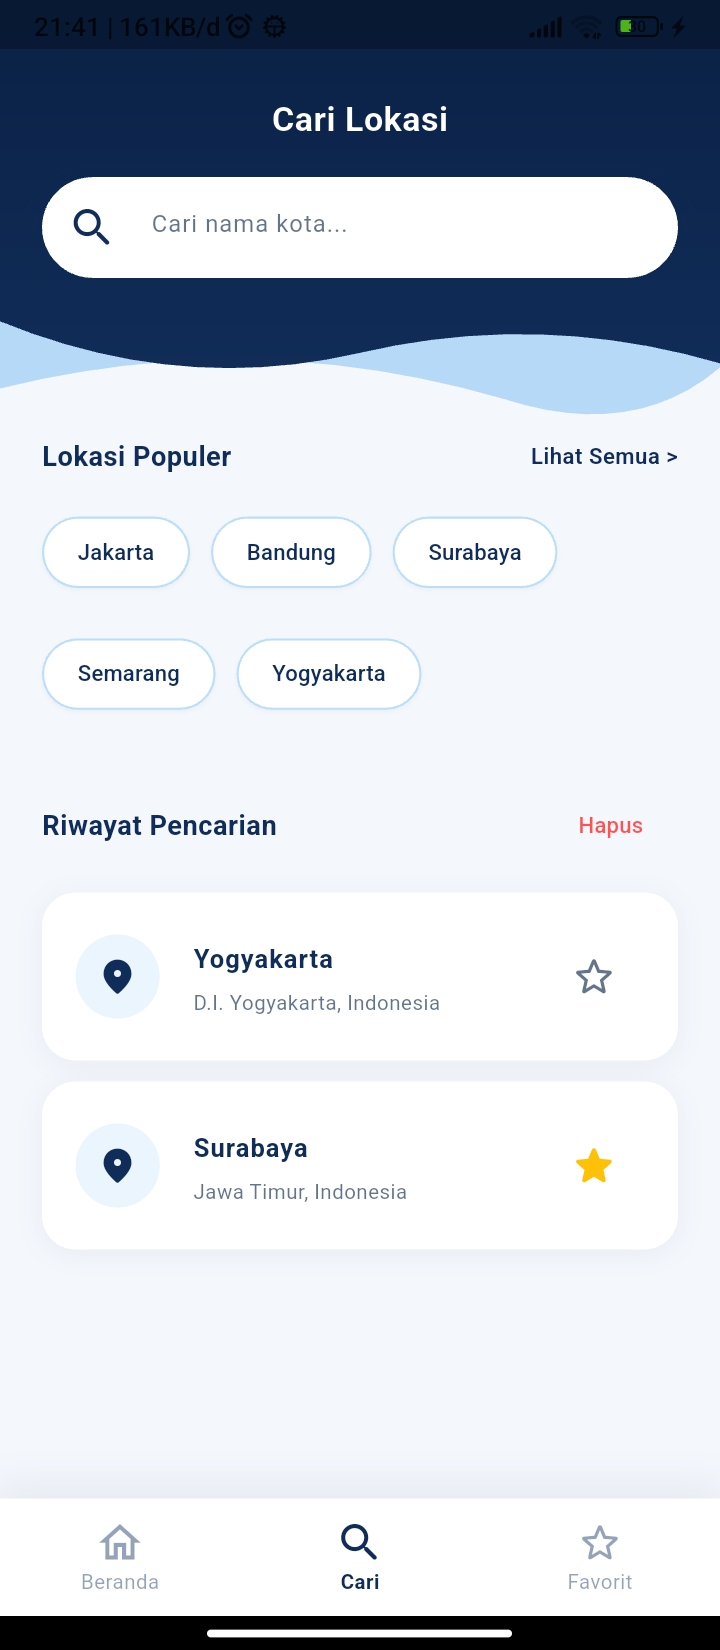 21:41 | 161KB/d
30
Cari Lokasi
Cari nama kota...
Lokasi Populer
Lihat Semua >
Jakarta
Bandung
Surabaya
Semarang
Yogyakarta
Riwayat Pencarian
Hapus
Yogyakarta
D.I. Yogyakarta, Indonesia
Surabaya
Jawa Timur, Indonesia
Beranda
Cari
Favorit